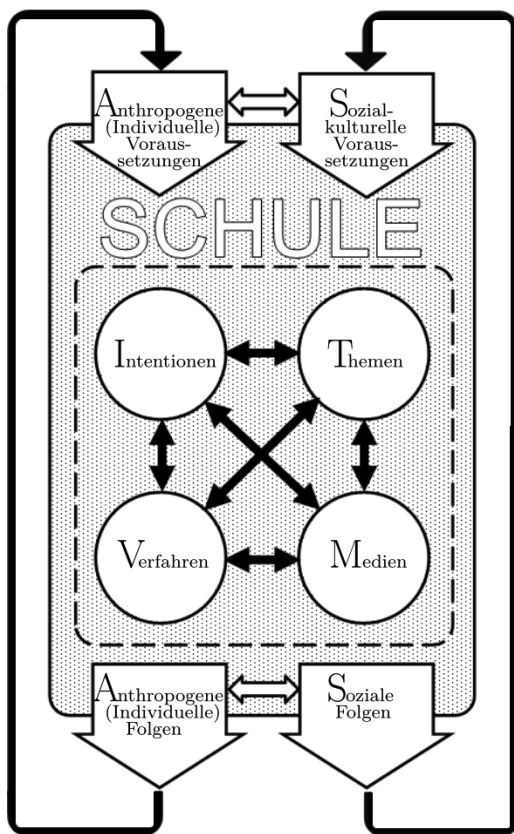 Anthropogene
(Individuelle)
Voraus-
setzungen
Sozial-
kulturelle
Voraus-
setzungen
SCHULE
Intentionen
Themen
Verfahren
Medien
Anthropogene
(Individuelle)
Folgen
Soziale
Folgen